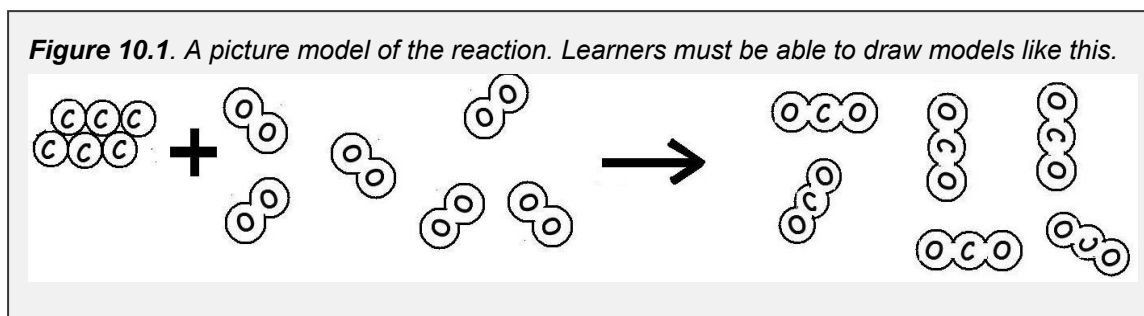 Figure 10.1. A picture model of the reaction. Learners must be able to draw models like this.
C C C O O O O O C O O C O O C O
C C C + O O →
O O O O O O O C O O C O O C O